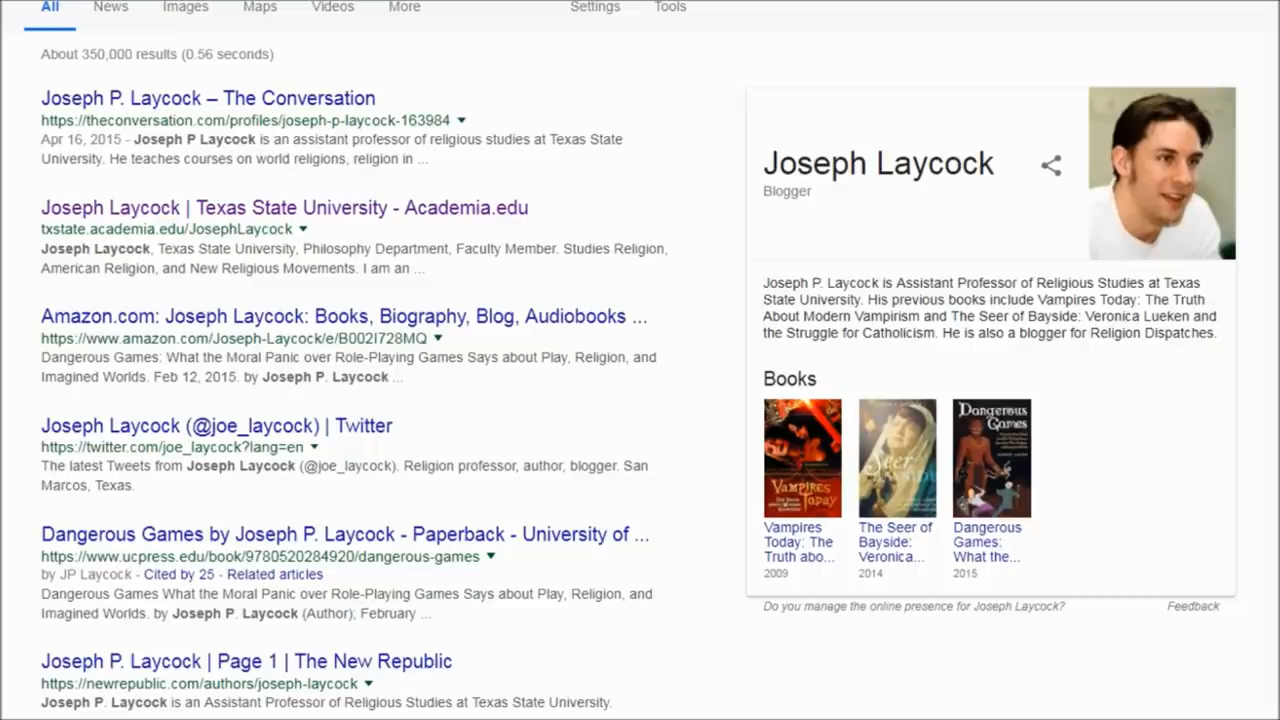 All News Images Maps Videos More Settings Tools
About 350,000 results (0.56 seconds)
Joseph P. Laycock – The Conversation
https://theconversation.com/profiles/joseph-p-laycock-163984
Apr 16, 2015 - Joseph P Laycock is an assistant professor of religious studies at Texas State
University. He teaches courses on world religions, religion in ...
Joseph Laycock | Texas State University - Academia.edu
txstate.academia.edu/JosephLaycock
Joseph Laycock, Texas State University, Philosophy Department, Faculty Member. Studies Religion,
American Religion, and New Religious Movements. I am an ...
Amazon.com: Joseph Laycock: Books, Biography, Blog, Audiobooks ...
https://www.amazon.com/Joseph-Laycock/e/B002I728MQ
Dangerous Games: What the Moral Panic over Role-Playing Games Says about Play, Religion, and
Imagined Worlds. Feb 12, 2015. by Joseph P. Laycock ...
Joseph Laycock (@joe_laycock) | Twitter
https://twitter.com/joe_laycock?lang=en
The latest Tweets from Joseph Laycock (@joe_laycock). Religion professor, author, blogger. San
Marcos, Texas.
Dangerous Games by Joseph P. Laycock - Paperback - University of ...
https://www.ucpress.edu/book/9780520284920/dangerous-games
by JP Laycock - Cited by 25 - Related articles
Dangerous Games What the Moral Panic over Role-Playing Games Says about Play, Religion, and
Imagined Worlds. by Joseph P. Laycock (Author); February ...
Joseph P. Laycock | Page 1 | The New Republic
https://newrepublic.com/authors/joseph-laycock
Joseph P. Laycock is an Assistant Professor of Religious Studies at Texas State University.
Joseph Laycock
Blogger
Joseph P. Laycock is Assistant Professor of Religious Studies at Texas
State University. His previous books include Vampires Today: The Truth
About Modern Vampirism and The Seer of Bayside: Veronica Lueken and
the Struggle for Catholicism. He is also a blogger for Religion Dispatches.
Books
Vampires
Today
Seer
Dangerous
Games
Vampires
Today: The
Truth abo...
2009
The Seer of
Bayside:
Veronica...
2014
Dangerous
Games:
What the...
2015
Do you manage the online presence for Joseph Laycock? Feedback